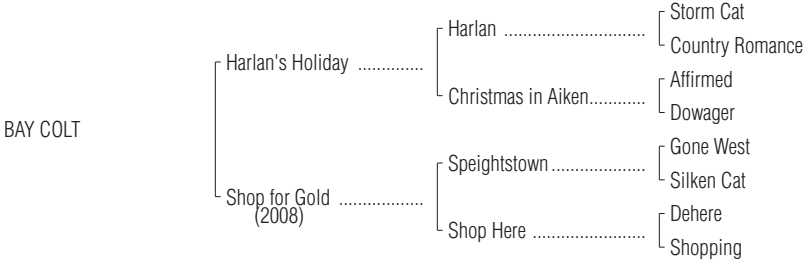 Storm Cat
Harlan ..............................
Country Romance
Harlan's Holiday ..............
Affirmed
Christmas in Aiken............
Dowager
BAY COLT
Gone West
Speightstown ....................
Silken Cat
Shop for Gold ..................
(2008)
Dehere
Shop Here ........................
Shopping